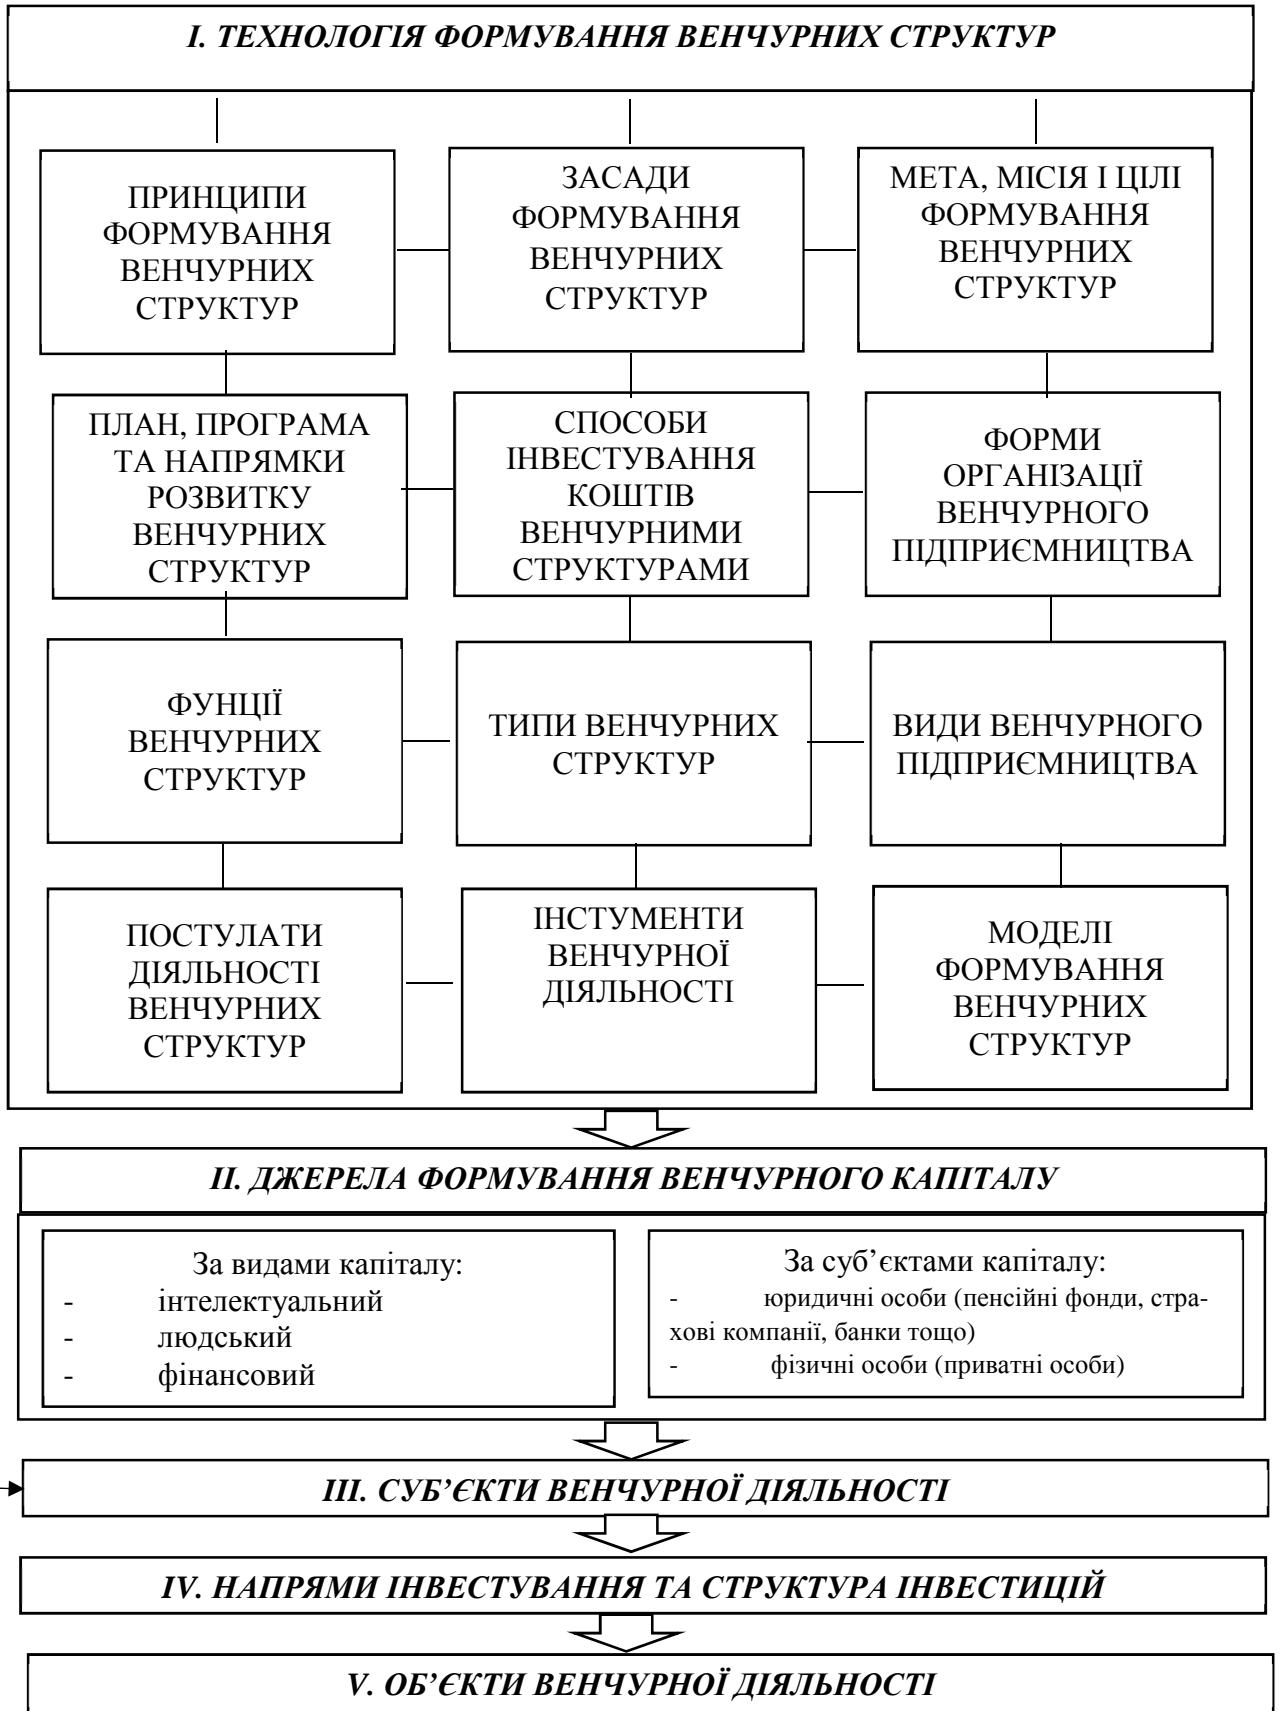 I. ТЕХНОЛОГІЯ ФОРМУВАННЯ ВЕНЧУРНИХ СТРУКТУР
ПРИНЦИПИ
ФОРМУВАННЯ
ВЕНЧУРНИХ
СТРУКТУР
ЗАСАДИ
ФОРМУВАННЯ
ВЕНЧУРНИХ
СТРУКТУР
МЕТА, МІСІЯ І ЦІЛІ
ФОРМУВАННЯ
ВЕНЧУРНИХ
СТРУКТУР
ПЛАН, ПРОГРАМА
ТА НАПРЯМКИ
РОЗВИТКУ
ВЕНЧУРНИХ
СТРУКТУР
СПОСОБИ
ІНВЕСТУВАННЯ
КОШТІВ
ВЕНЧУРНИМИ
СТРУКТУРАМИ
ФОРМИ
ОРГАНІЗАЦІЇ
ВЕНЧУРНОГО
ПІДПРИЄМНИЦТВА
ФУНЦІЇ
ВЕНЧУРНИХ
СТРУКТУР
ТИПИ ВЕНЧУРНИХ
СТРУКТУР
ВИДИ ВЕНЧУРНОГО
ПІДПРИЄМНИЦТВА
ПОСТУЛАТИ
ДІЯЛЬНОСТІ
ВЕНЧУРНИХ
СТРУКТУР
ІНСТУМЕНТИ
ВЕНЧУРНОЇ
ДІЯЛЬНОСТІ
МОДЕЛІ
ФОРМУВАННЯ
ВЕНЧУРНИХ
СТРУКТУР
II. ДЖЕРЕЛА ФОРМУВАННЯ ВЕНЧУРНОГО КАПІТАЛУ
За видами капіталу:
- інтелектуальний
- людський
- фінансовий
За суб’єктами капіталу:
- юридичні особи (пенсійні фонди, стра-
хові компанії, банки тощо)
- фізичні особи (приватні особи)
III. СУБ’ЄКТИ ВЕНЧУРНОЇ ДІЯЛЬНОСТІ
IV. НАПРЯМИ ІНВЕСТУВАННЯ ТА СТРУКТУРА ІНВЕСТИЦІЙ
V. ОБ’ЄКТИ ВЕНЧУРНОЇ ДІЯЛЬНОСТІ